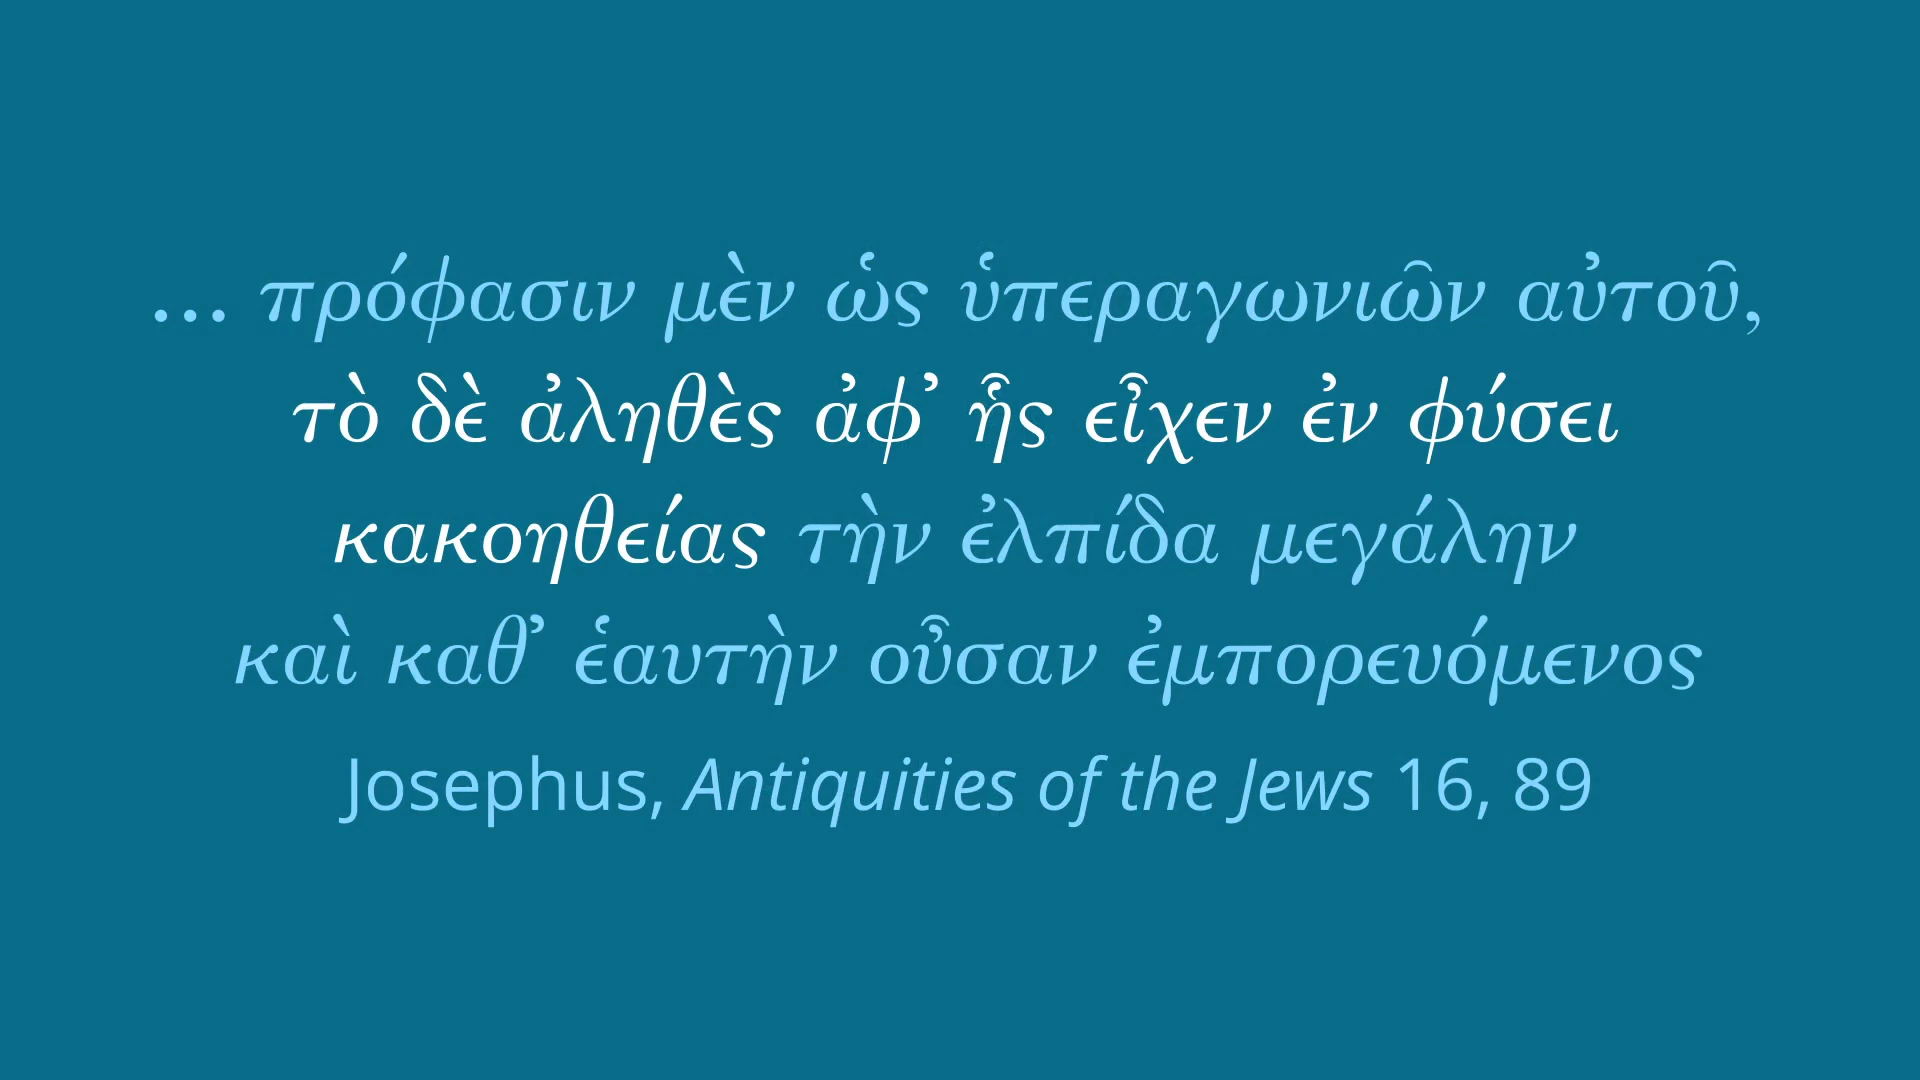 … πρόφασιν μὲν ὡς ὑπεραγωνιῶν αὐτοῦ,
τὸ δὲ ἀληθὲς ἀφ᾽ ἧς εἶχεν ἐν φύσει
κακοηθείας τὴν ἐλπίδα μεγάλην
καὶ καθ᾽ ἑαυτὴν οὖσαν ἐμπορευόμενος
Josephus, Antiquities of the Jews 16, 89